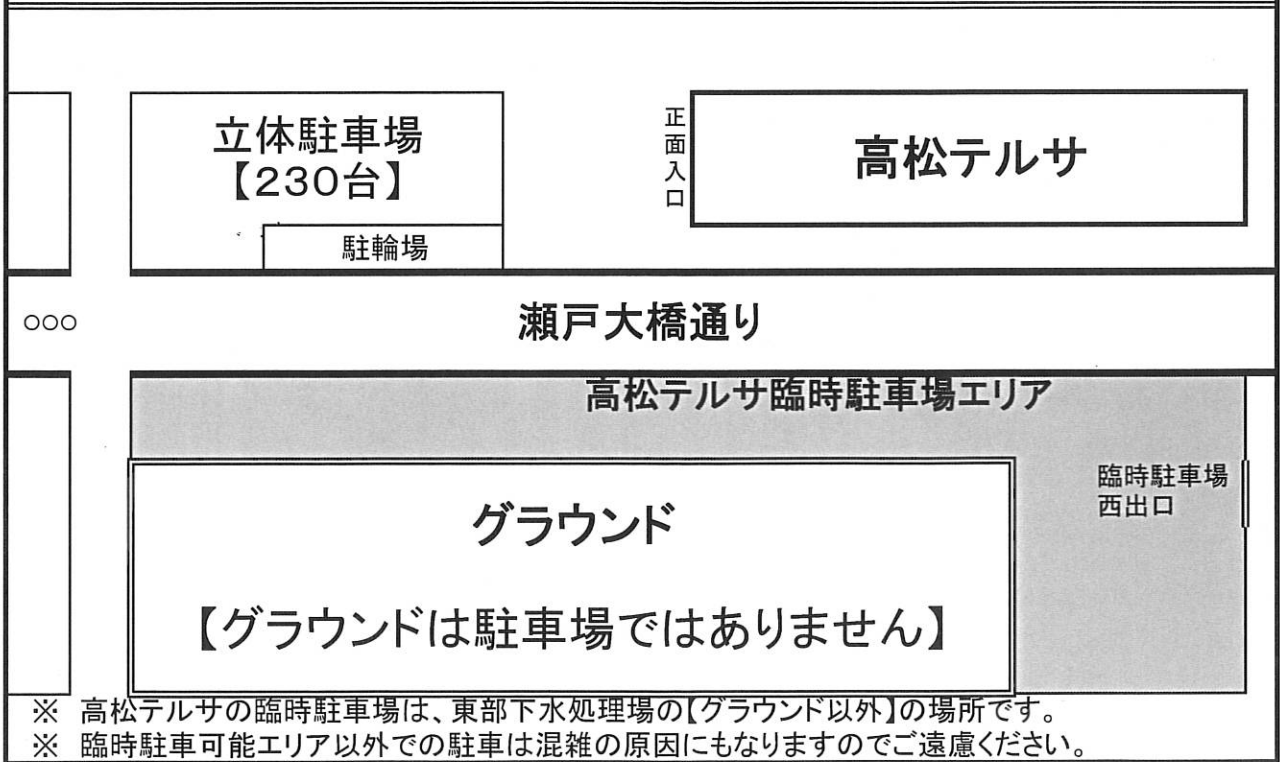 立体駐車場
【230台】
駐輪場
正面入口
高松テルサ
○○○
瀬戸大橋通り
高松テルサ臨時駐車場エリア
臨時駐車場
西出口
グラウンド
【グラウンドは駐車場ではありません】
※ 高松テルサの臨時駐車場は、東部下水処理場の【グラウンド以外】の場所です。
※ 臨時駐車可能エリア以外での駐車は混雑の原因にもなりますのでご遠慮ください。